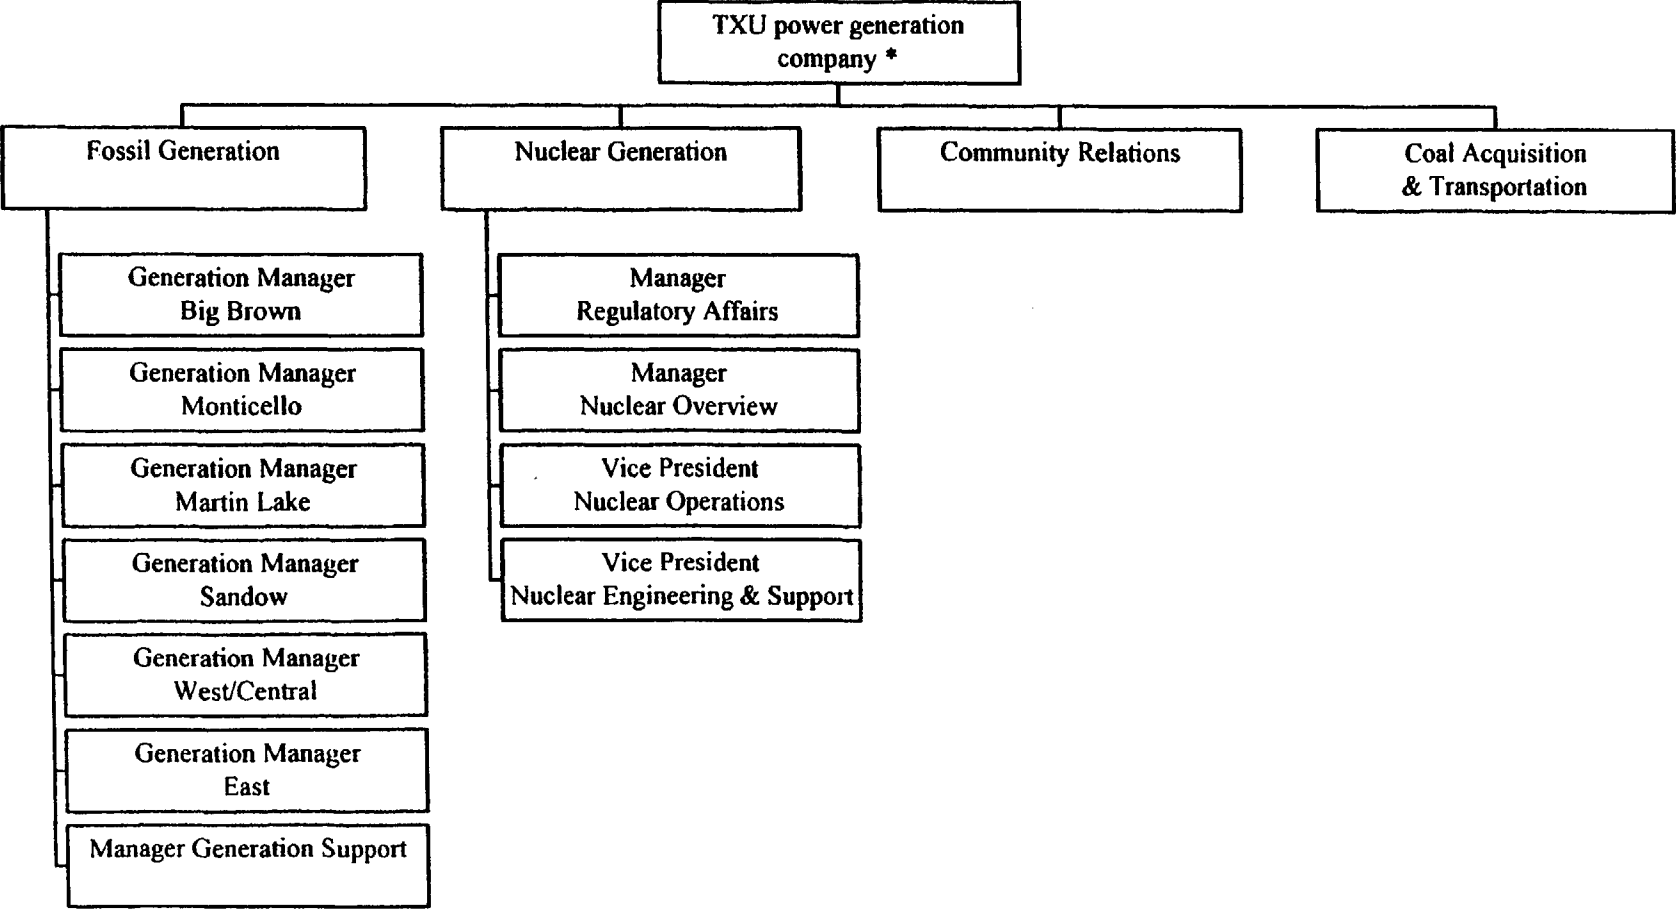 TXU power generation
company *
Fossil Generation
Nuclear Generation
Community Relations
Coal Acquisition
& Transportation
Generation Manager
Big Brown
Generation Manager
Monticello
Generation Manager
Martin Lake
Generation Manager
Sandow
Generation Manager
West/Central
Generation Manager
East
Manager Generation Support
Manager
Regulatory Affairs
Manager
Nuclear Overview
Vice President
Nuclear Operations
Vice President
Nuclear Engineering & Support